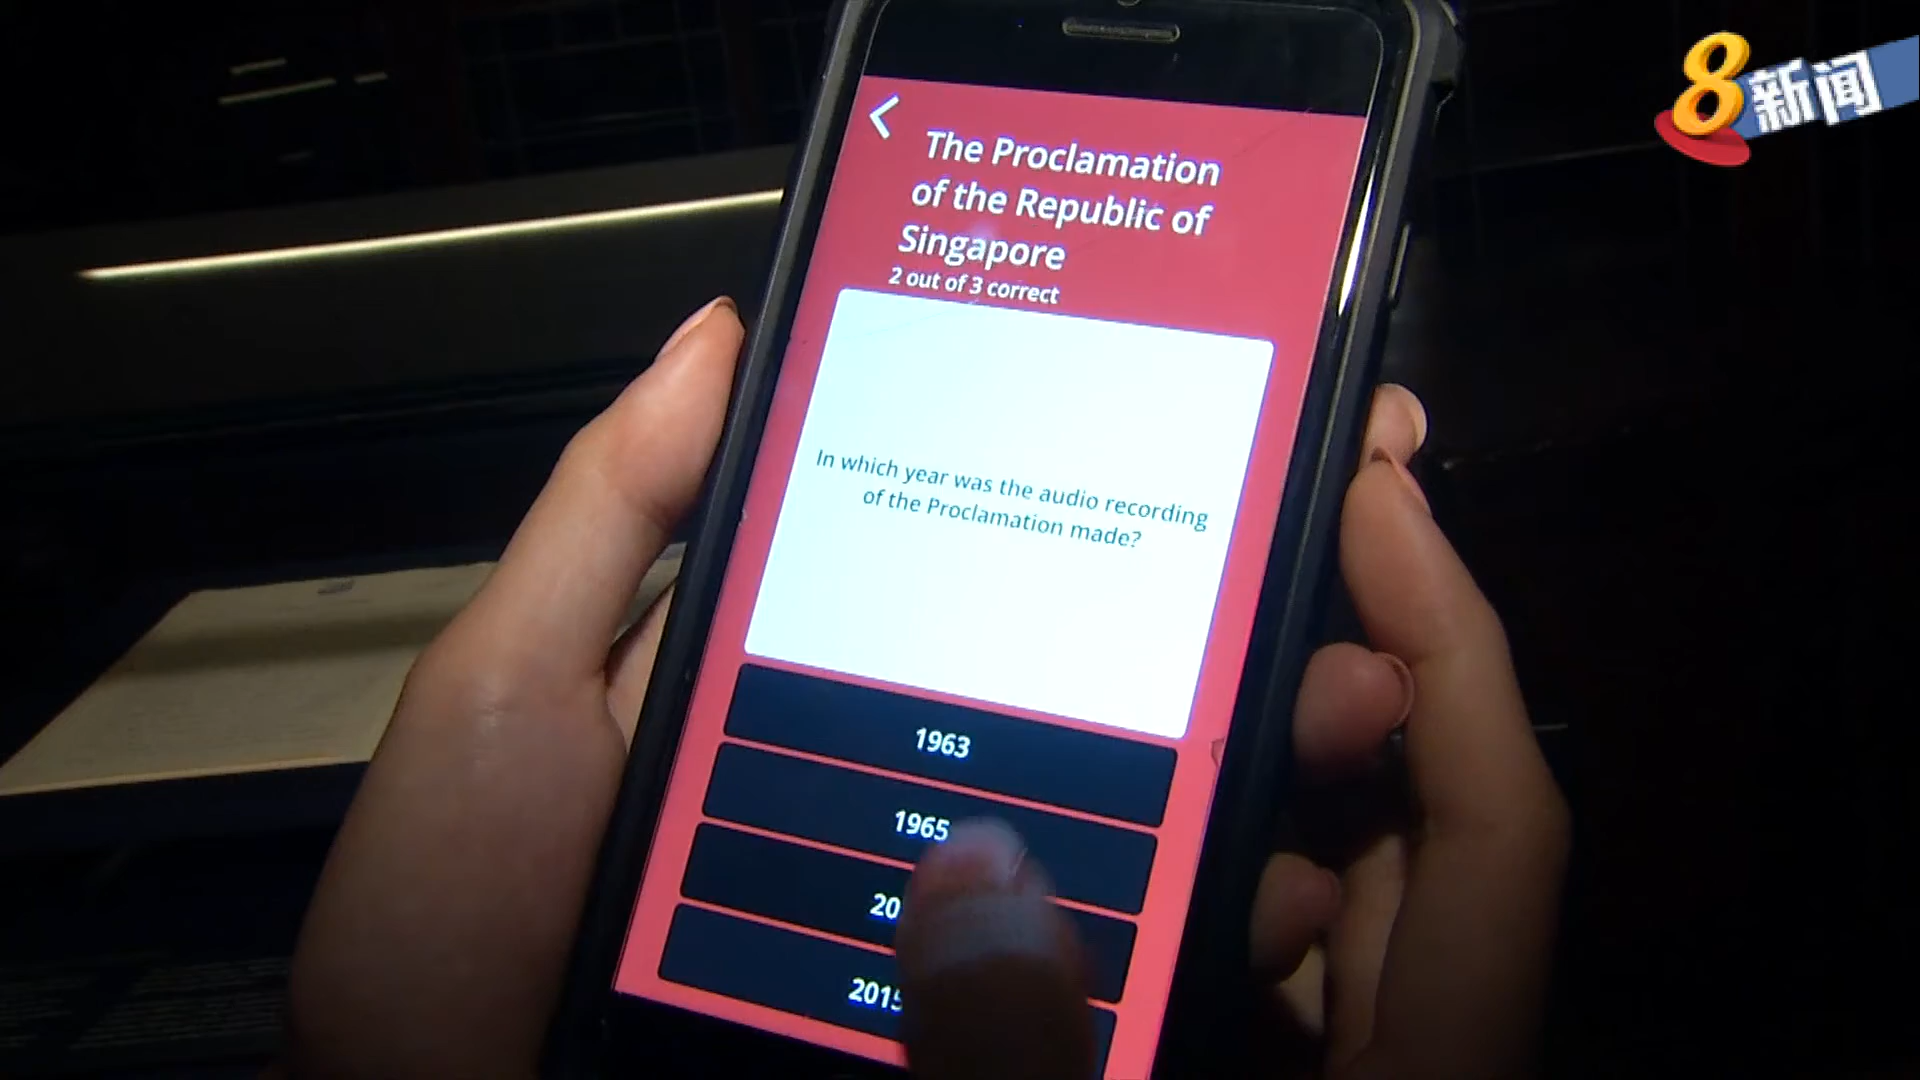 8新闻
The Proclamation
of the Republic of
Singapore
2 out of 3 correct
In which year was the audio recording
of the Proclamation made?
1963
1965
2015